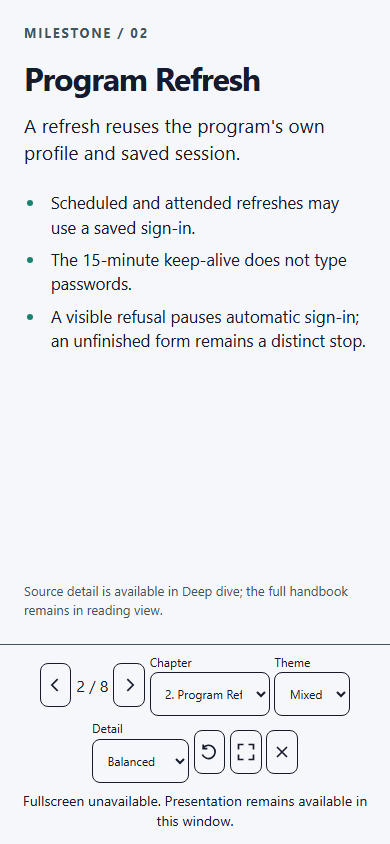 MILESTONE / 02
Program Refresh
A refresh reuses the program's own
profile and saved session.
• Scheduled and attended refreshes may
use a saved sign-in.
• The 15-minute keep-alive does not type
passwords.
• A visible refusal pauses automatic sign-in;
an unfinished form remains a distinct stop.
Source detail is available in Deep dive; the full handbook
remains in reading view.
Chapter Theme
2 / 8 2. Program Ref Mixed
Detail
Balanced
Fullscreen unavailable. Presentation remains available in
this window.